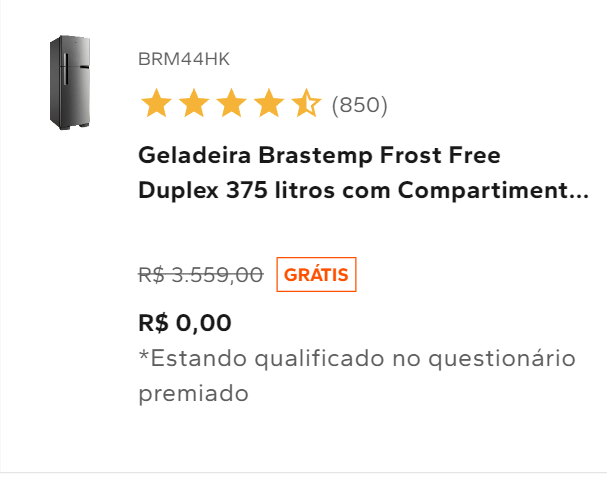 BRM44HK
(850)
Geladeira Brastemp Frost Free
Duplex 375 litros com Compartiment...
R$ 3.559,00 GRÁTIS
R$ 0,00
*Estando qualificado no questionário
premiado